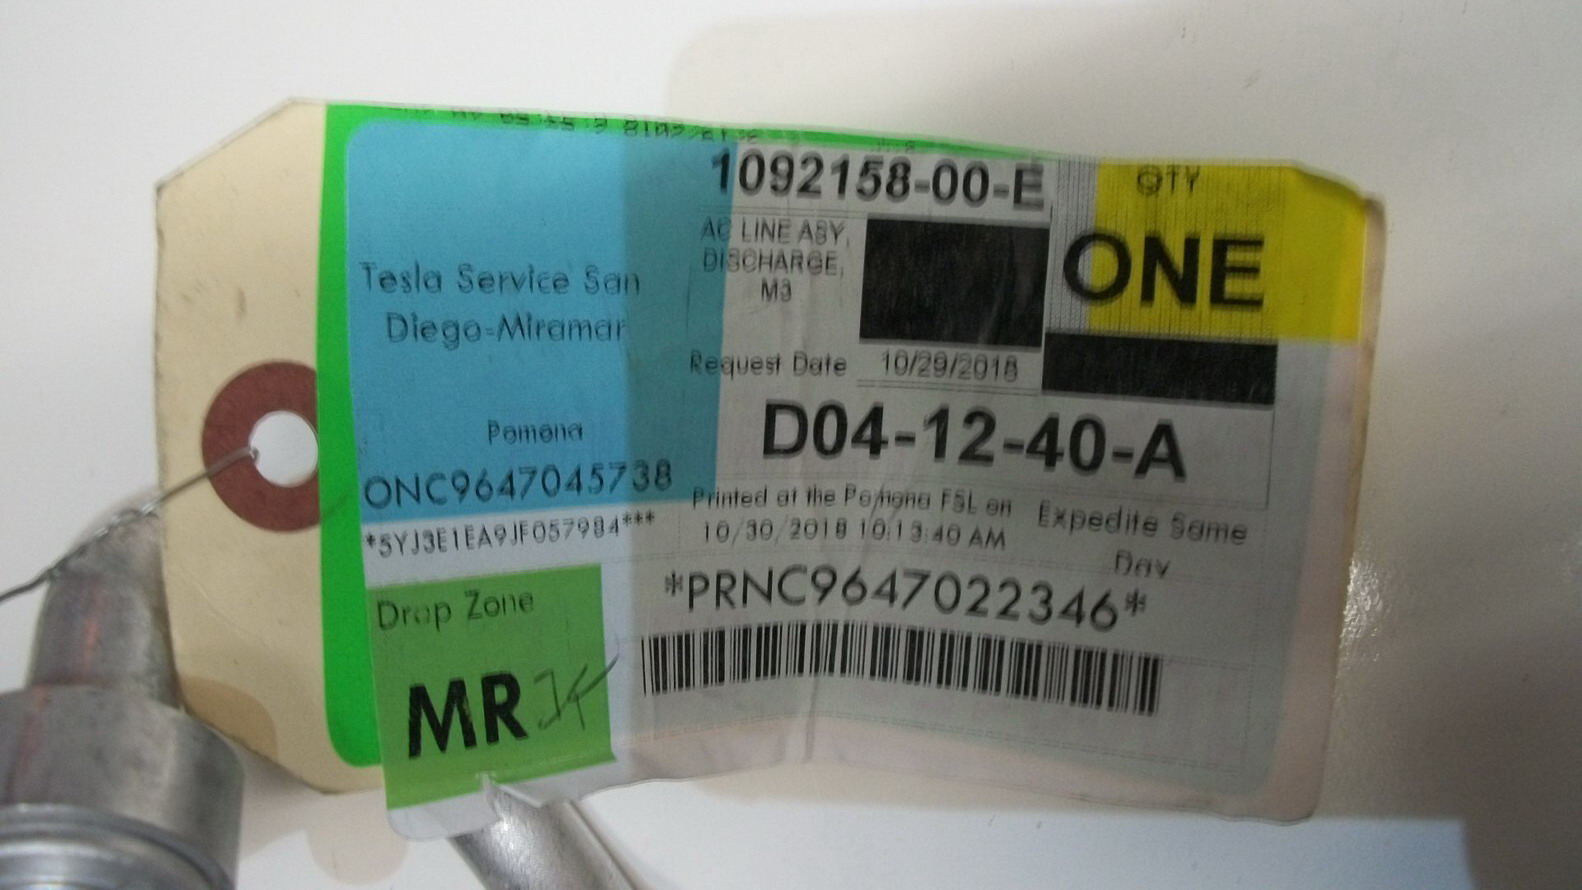 1092158-00-E
QTY
ONE
AC LINE ASY,
DISCHARGE,
M3
Tesla Service San
Diego-Miramar
Request Date 10/29/2018
Pomona
D04-12-40-A
ONC9647045738
*5YJ3E1EA9JF057984***
Printed at the Pomona FSL on
10/30/2018 10:13:40 AM
Expedite Same
Day
*PRNC9647022346*
Drop Zone
MR